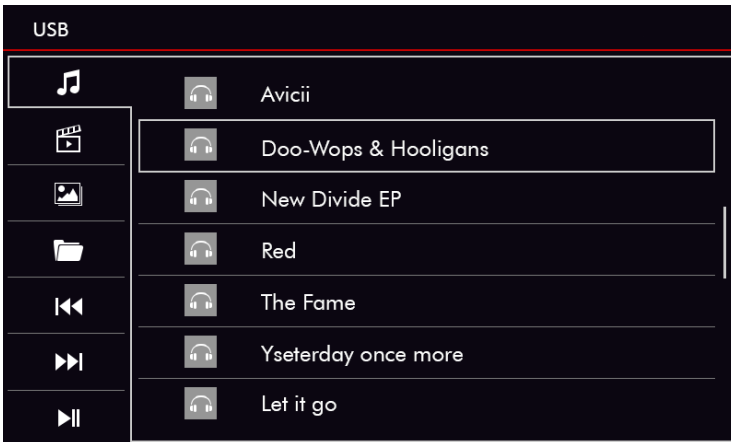 USB
Avicii
Doo-Wops & Hooligans
New Divide EP
Red
The Fame
Yseterday once more
Let it go